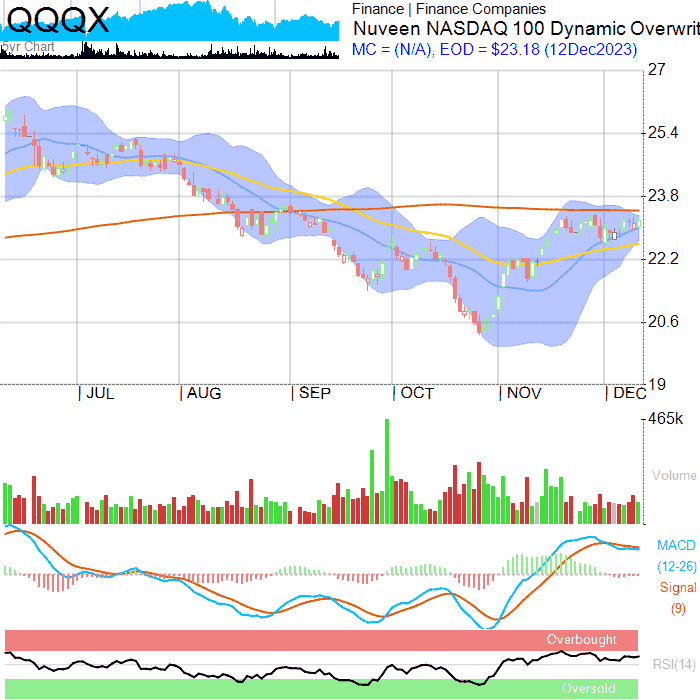 QQQX
5yr Chart
Finance | Finance Companies
Nuveen NASDAQ 100 Dynamic Overwrit
MC = (N/A), EOD = $23.18 (12Dec2023)
27
25.4
23.8
22.2
20.6
19
| JUL | AUG | SEP | OCT | NOV | DEC
465k
Volume
MACD
(12-26)
Signal
(9)
Overbought
RSI(14)
Oversold